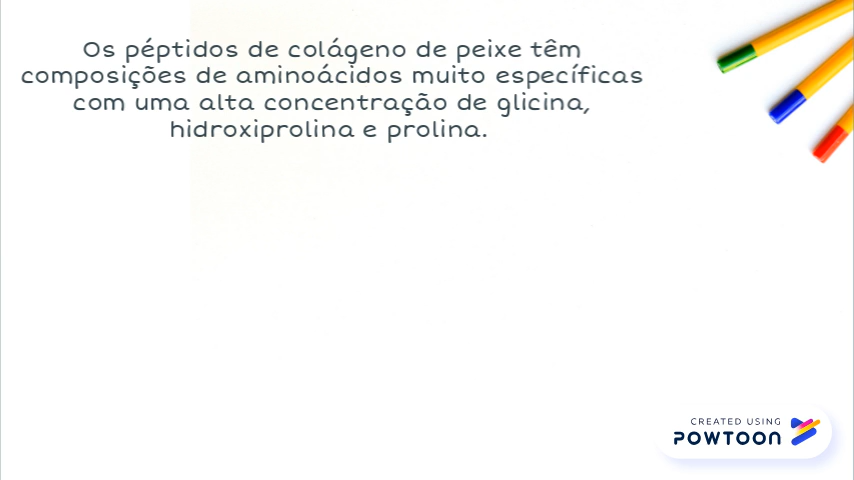 Os péptidos de colágeno de peixe têm
composições de aminoácidos muito específicas
com uma alta concentração de glicina,
hidroxiprolina e prolina.
CREATED USING
POWTOON